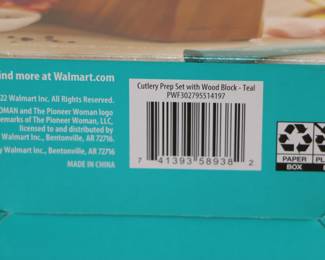 ind more at Walmart.com
Cutlery Prep Set with Wood Block - Teal
PWF302795514197
22 Walmart Inc. All Rights Reserved.
OMAN and The Pioneer Woman logo
demarks of The Pioneer Woman, LLC,
licensed to and distributed by
Walmart Inc., Bentonville, AR 72716.
y Walmart Inc., Bentonville, AR 72716
MADE IN CHINA
7 41393 58938 2
PAPER
BOX
PL